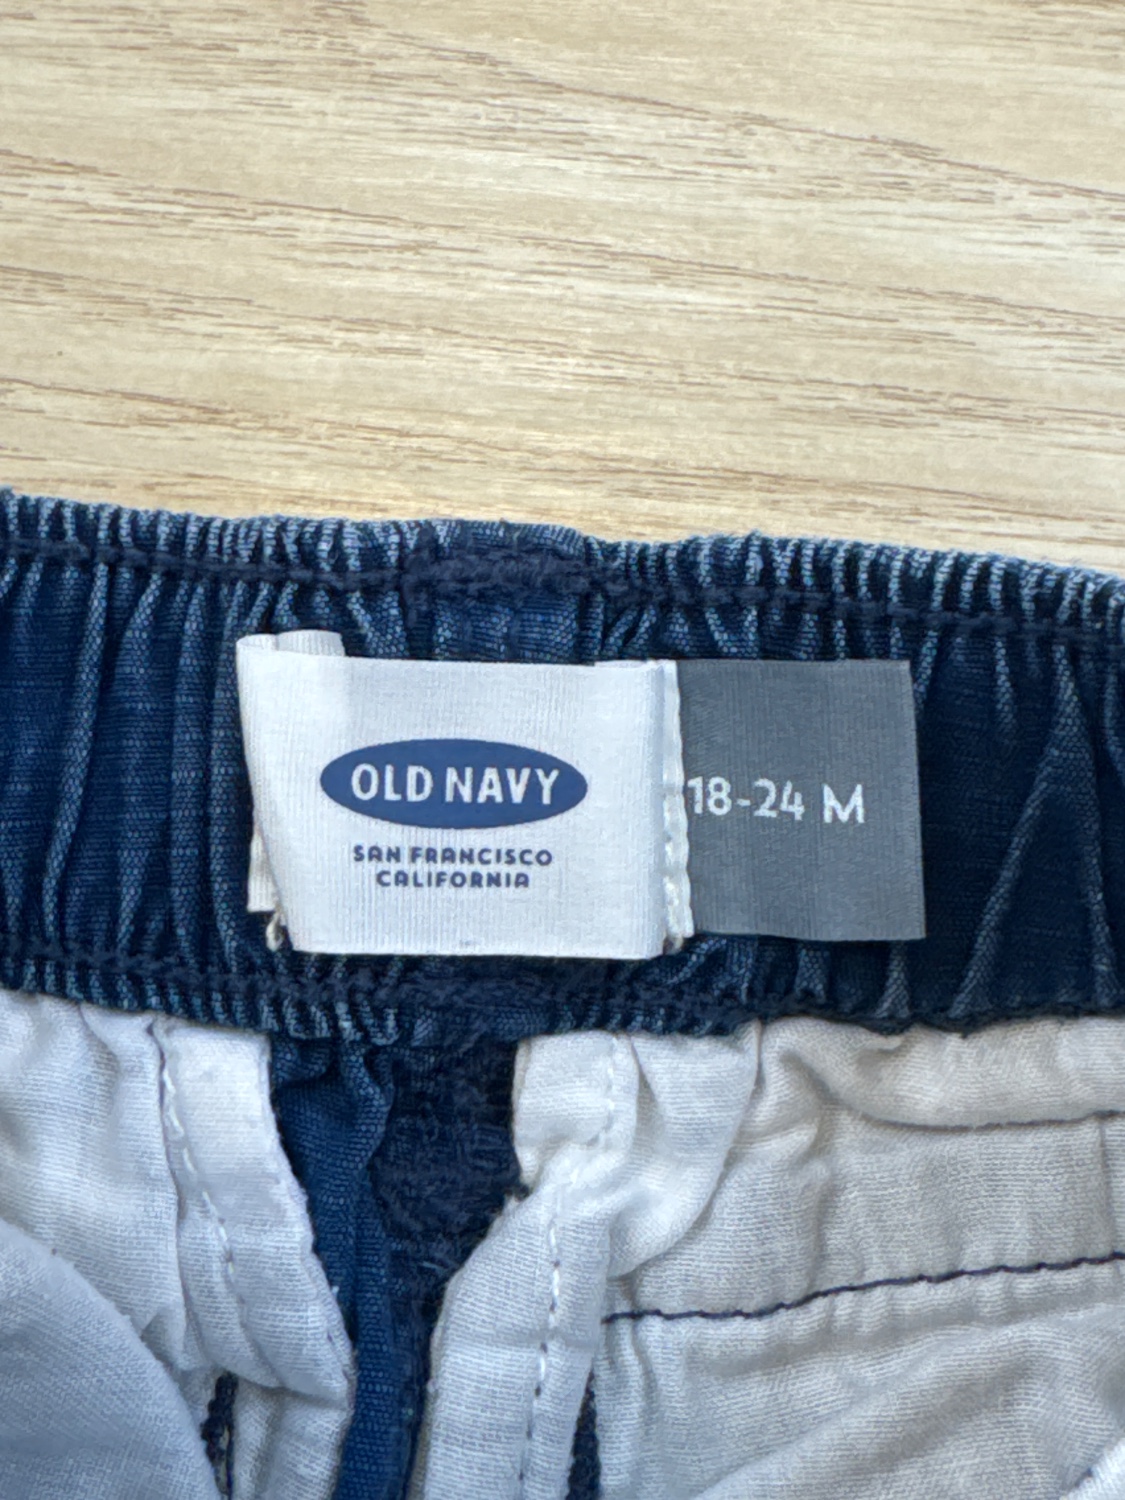 OLD NAVY
SAN FRANCISCO
CALIFORNIA
18-24 M